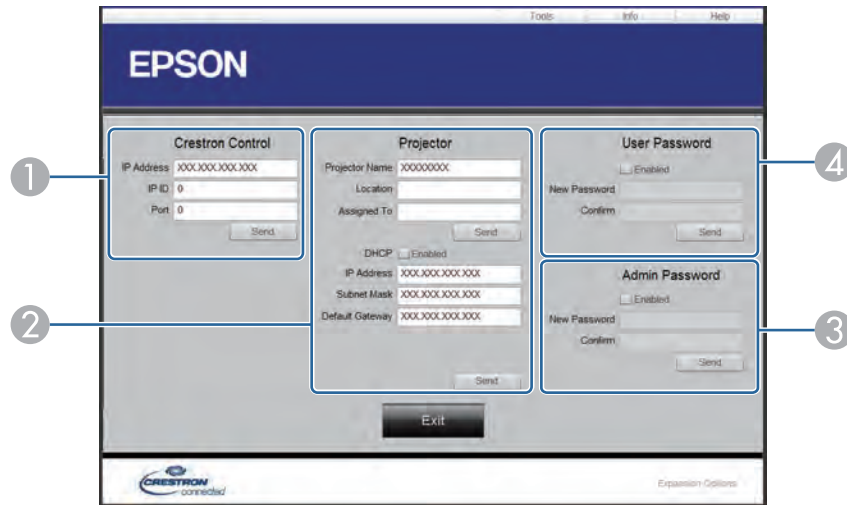 Tools Info Help
EPSON
Crestron Control
IP Address XXX.XXX.XXX.XXX
IP ID 0
Port 0
Send
Projector
Projector Name XXXXXXXX
Location
Assigned To
Send
DHCP Enabled
IP Address XXX.XXX.XXX.XXX
Subnet Mask XXX.XXX.XXX.XXX
Default Gateway XXX.XXX.XXX.XXX
Send
User Password
Enabled
New Password
Confirm
Send
Admin Password
Enabled
New Password
Confirm
Send
1
2
4
3
Exit
CRESTRON
connected
Expansion Options